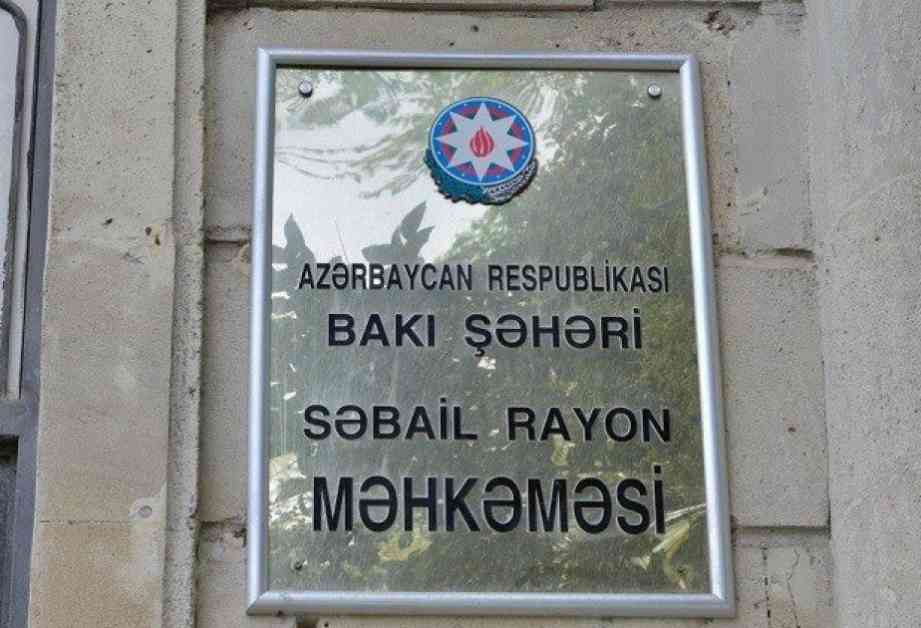 AZƏRBAYCAN RESPUBLİKASI
BAKI ŞƏHƏRİ
SƏBAİL RAYON
MƏHKƏMƏSİ